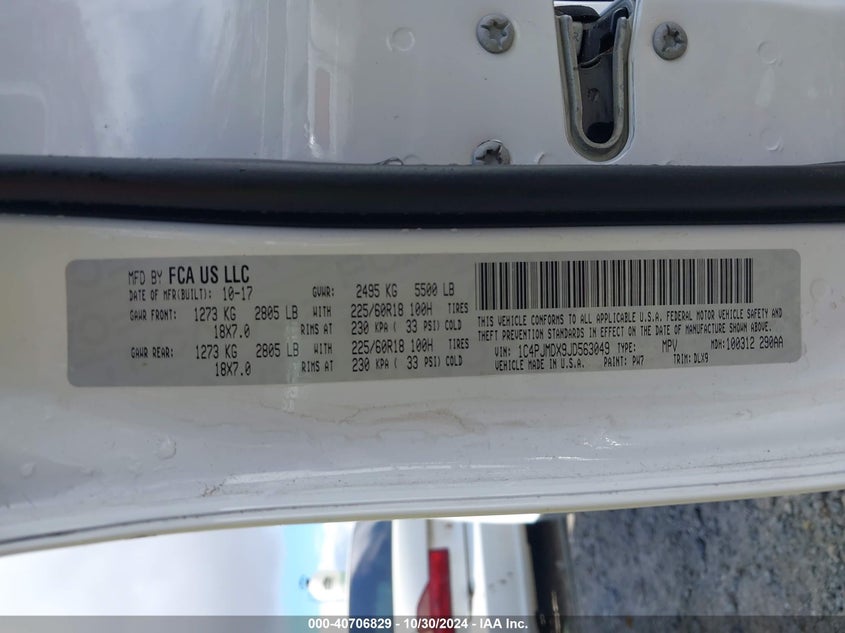 MFD BY FCA US LLC
DATE OF MFR(BUILT): 10-17 GVWR: 2495 KG 5500 LB
GAWR FRONT: 1273 KG 2805 LB WITH 225/60R18 100H TIRES
18X7.0 RIMS AT 230 KPA ( 33 PSI) COLD
GAWR REAR: 1273 KG 2805 LB WITH 225/60R18 100H TIRES
18X7.0 RIMS AT 230 KPA ( 33 PSI) COLD
THIS VEHICLE CONFORMS TO ALL APPLICABLE U.S.A. FEDERAL MOTOR VEHICLE SAFETY AND
THEFT PREVENTION STANDARDS IN EFFECT ON THE DATE OF MANUFACTURE SHOWN ABOVE.
VIN: 1C4PJMDX9JD563049 TYPE: MPV MDH: 100312 290AA
VEHICLE MADE IN U.S.A. PAINT: PW7 TRIM: DLX9
000-40706829 - 10/30/2024 - IAA Inc.